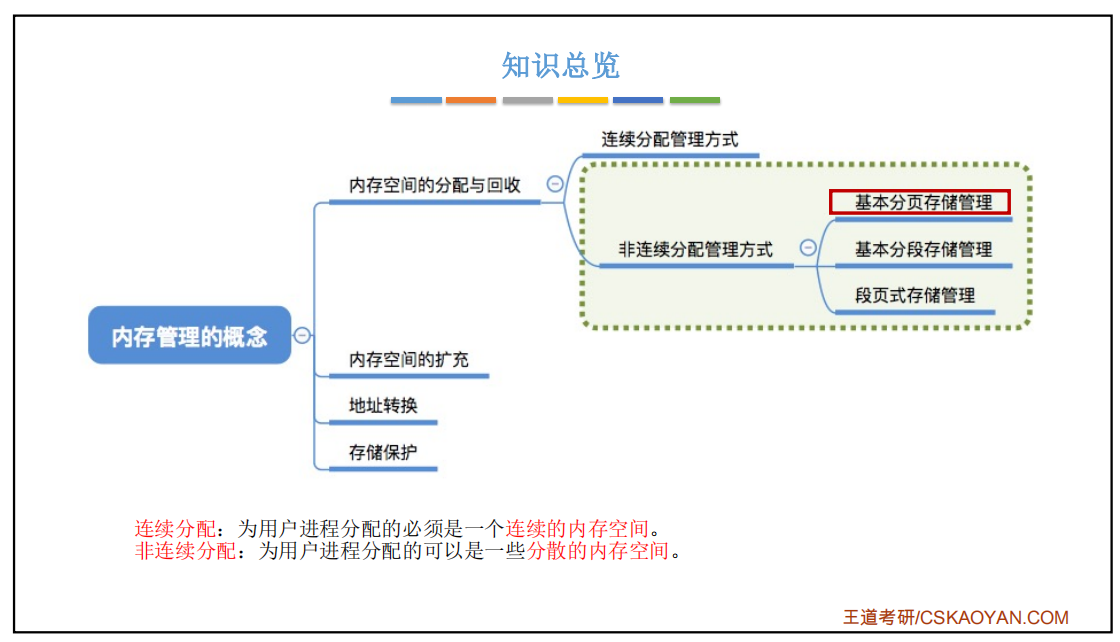 知识总览
连续分配管理方式
内存空间的分配与回收
基本分页存储管理
非连续分配管理方式
基本分段存储管理
段页式存储管理
内存管理的概念
内存空间的扩充
地址转换
存储保护
连续分配：为用户进程分配的必须是一个连续的内存空间。
非连续分配：为用户进程分配的可以是一些分散的内存空间。
王道考研/CSKAOYAN.COM